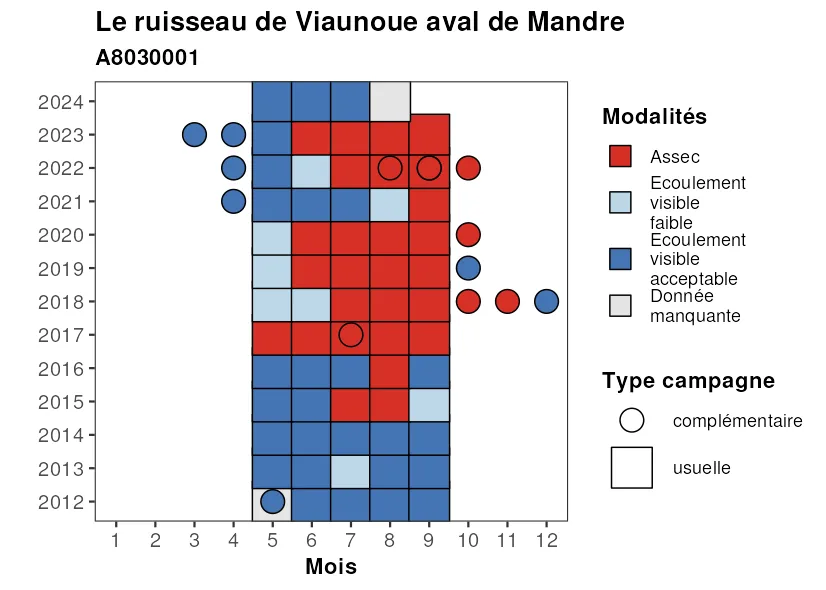 Le ruisseau de Viaunoue aval de Mandre
A8030001
2024
2023
2022
2021
2020
2019
2018
2017
2016
2015
2014
2013
2012
1 2 3 4 5 6 7 8 9 10 11 12
Mois
Modalités
Assec
Ecoulement
visible
faible
Ecoulement
visible
acceptable
Donnée
manquante
Type campagne
complémentaire
usuelle